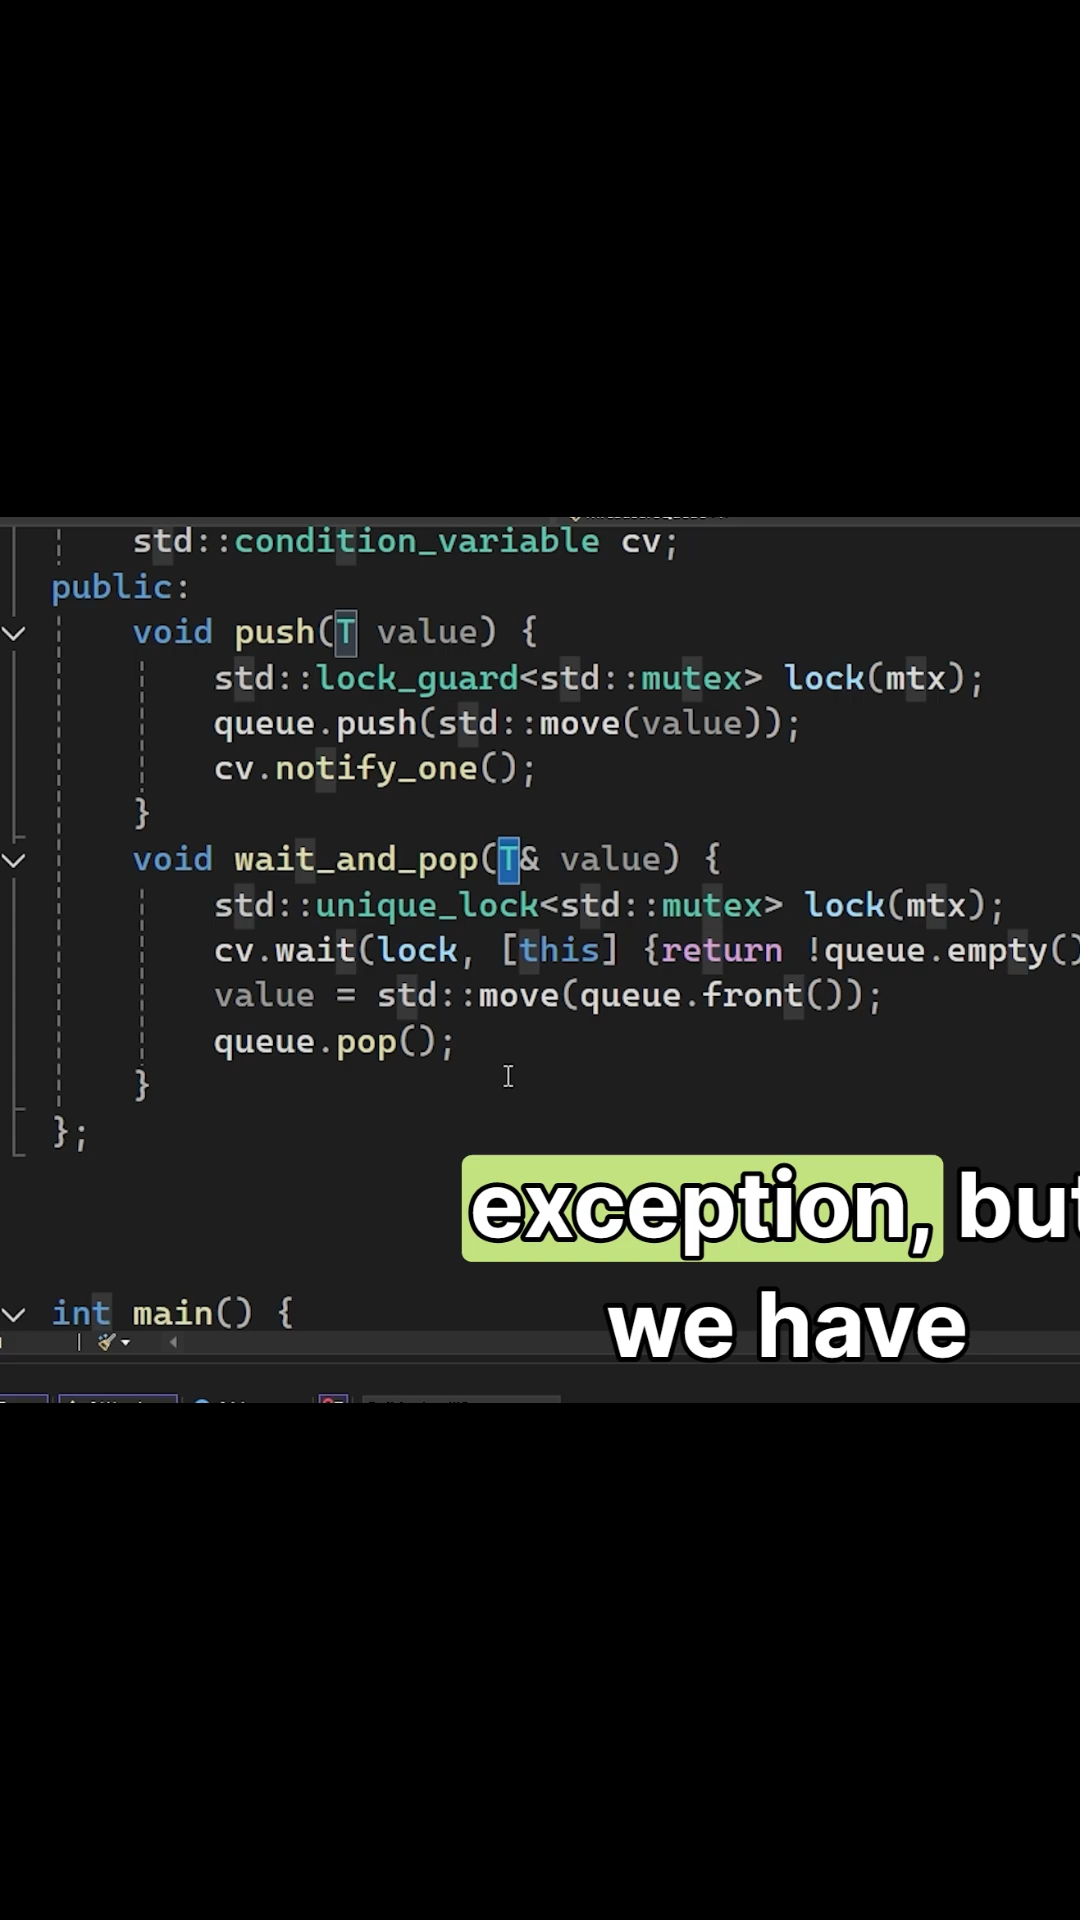 std::condition_variable cv;
public:
void push(T value) {
std::lock_guard<std::mutex> lock(mtx);
queue.push(std::move(value));
cv.notify_one();
}
void wait_and_pop(T& value) {
std::unique_lock<std::mutex> lock(mtx);
cv.wait(lock, [this] {return !queue.empty()
value = std::move(queue.front());
queue.pop();
}
};
exception, but
we have
int main() {